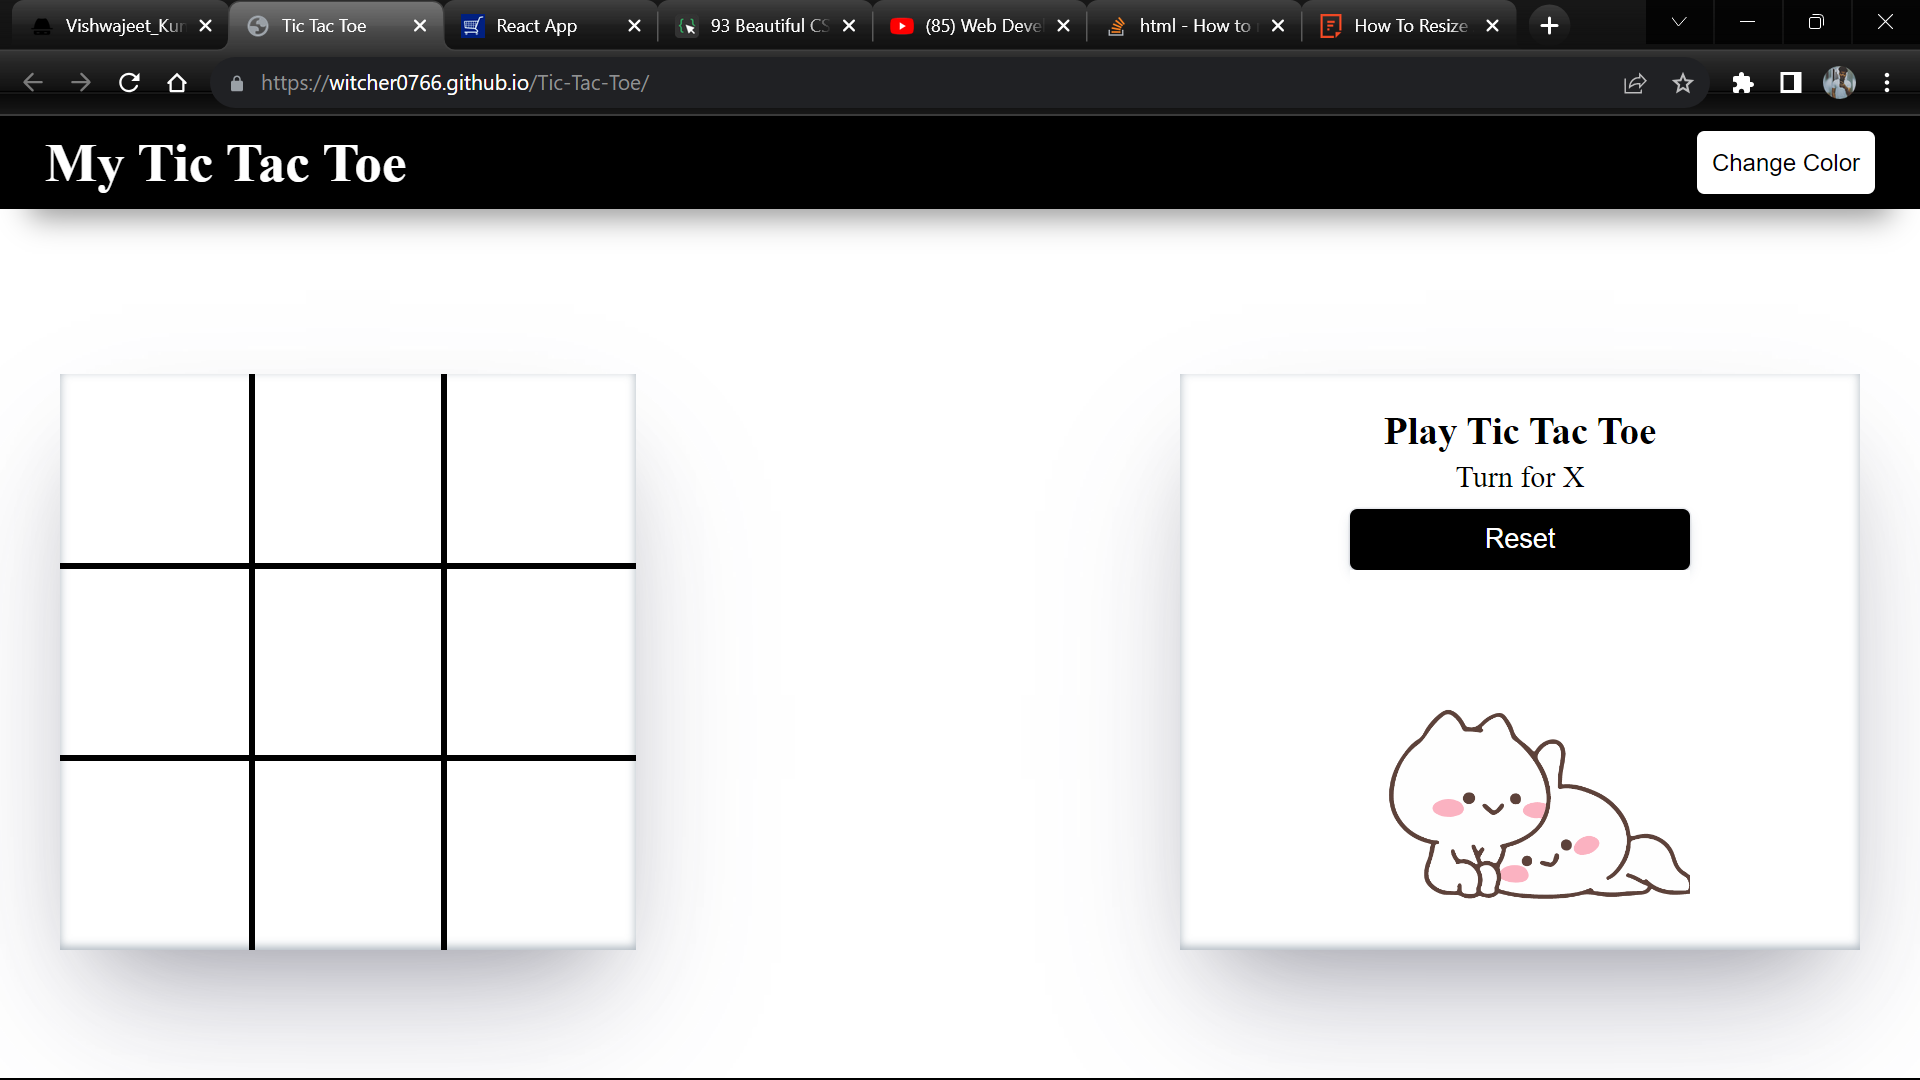 Vishwajeet_Kur
Tic Tac Toe
React App
93 Beautiful CS
(85) Web Deve
html - How to
How To Resize
https://witcher0766.github.io/Tic-Tac-Toe/
My Tic Tac Toe
Change Color
Play Tic Tac Toe
Turn for X
Reset